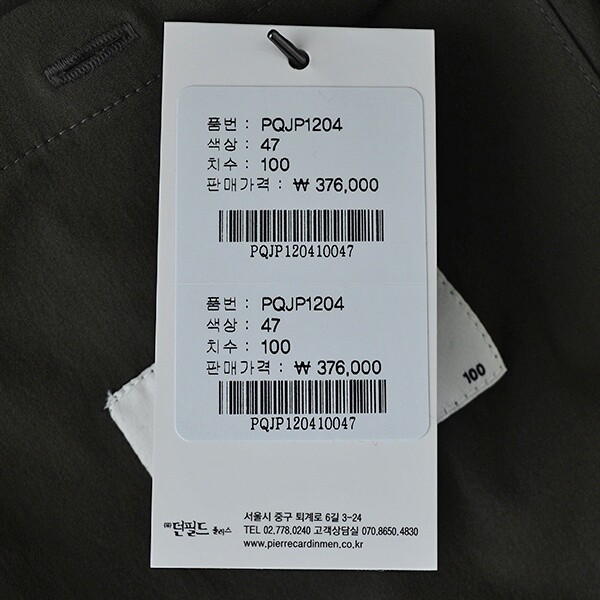 품번 : PQJP1204
색상 : 47
치수 : 100
판매가격 : ₩ 376,000
PQJP120410047
품번 : PQJP1204
색상 : 47
치수 : 100
판매가격 : ₩ 376,000
PQJP120410047
100
㈜던필드 플러스
서울시 중구 퇴계로 6길 3-24
TEL 02.778.0240 고객상담실 070.8650.4830
www.pierrecardinmen.co,kr